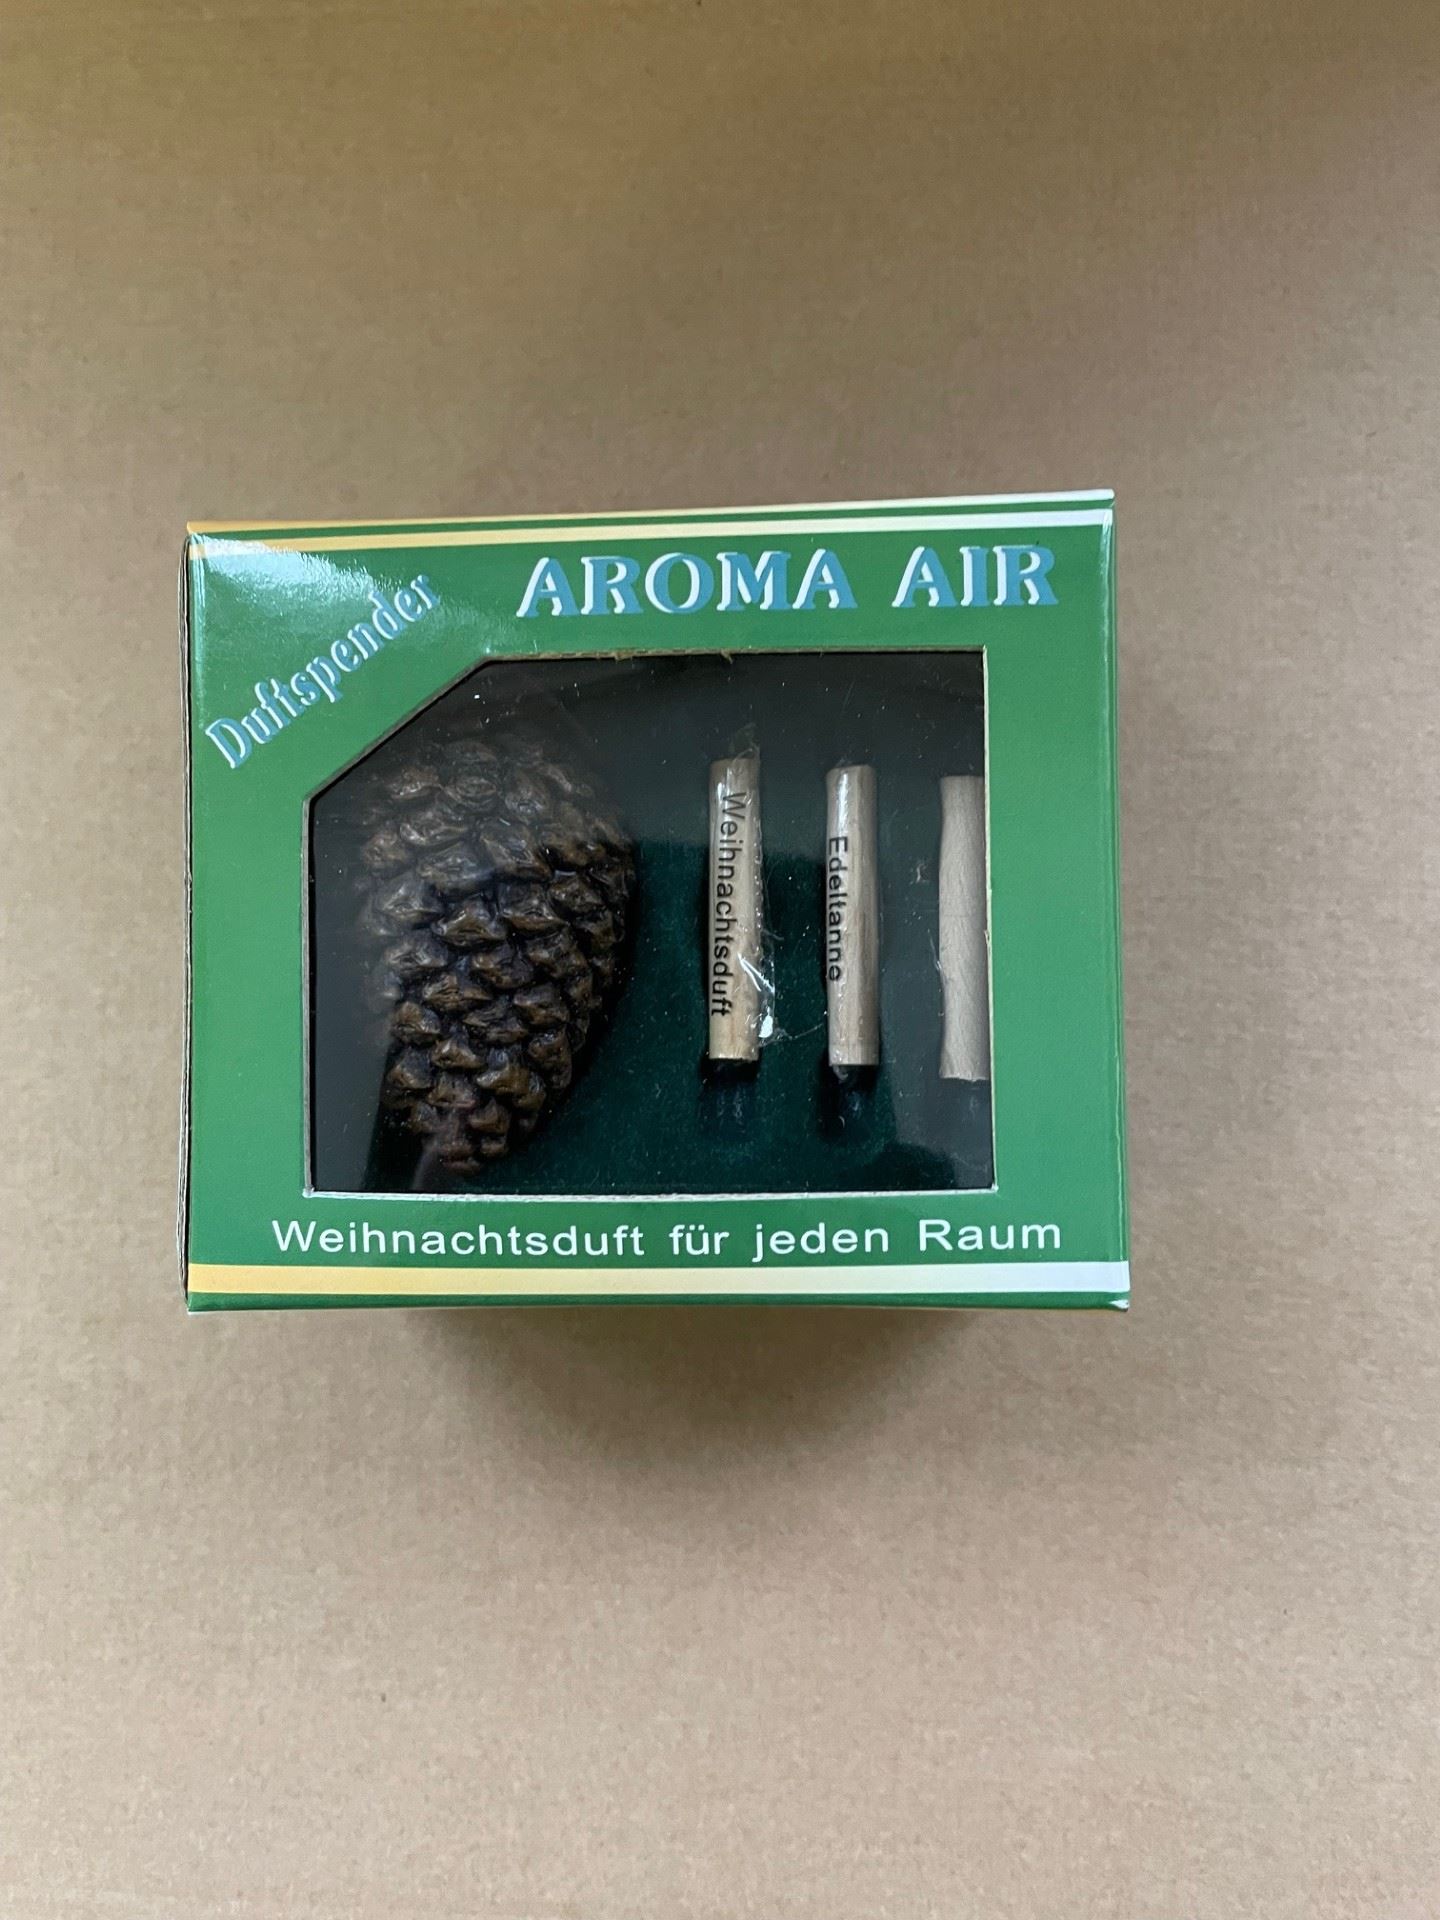 Duftspender
AROMA AIR
Weihnachtsduft
Edeltanne
Weihnachtsduft für jeden Raum